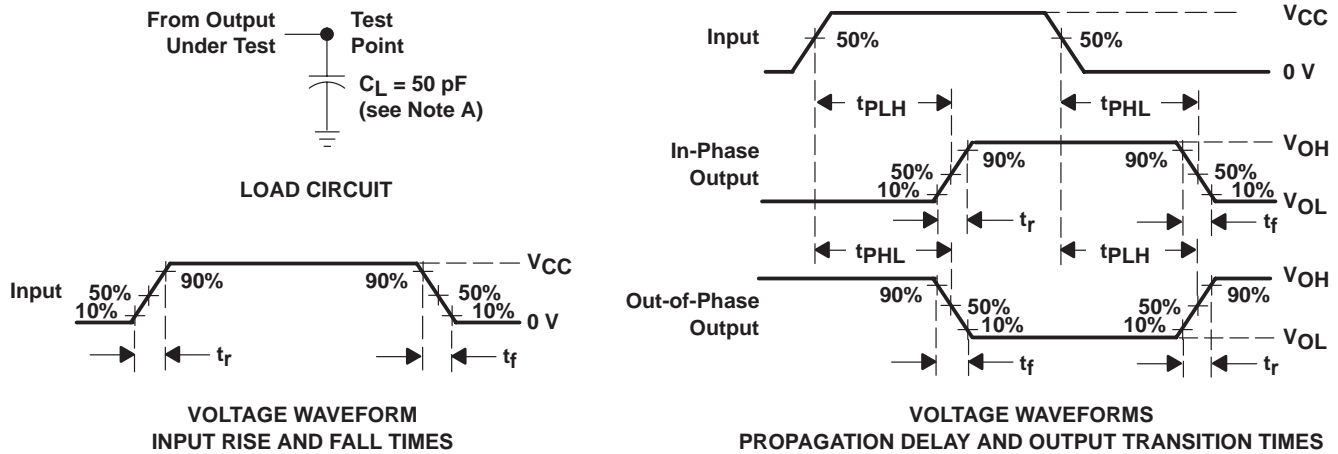 From Output
Under Test
Test
Point
CL = 50 pF
(see Note A)
LOAD CIRCUIT
Input
50%
10%
90%
90%
50%
10%
VCC
0 V
tr
tf
VOLTAGE WAVEFORM
INPUT RISE AND FALL TIMES
Input
50%
50%
VCC
0 V
tPLH
tPHL
In-Phase
Output
50%
10%
90%
90%
50%
10%
VOH
VOL
tr
tf
tPHL
tPLH
Out-of-Phase
Output
90%
50%
10%
50%
10%
90%
VOH
VOL
tf
tr
VOLTAGE WAVEFORMS
PROPAGATION DELAY AND OUTPUT TRANSITION TIMES